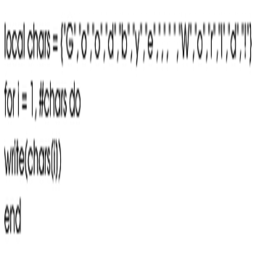 local chars = {'G','o','o','d','b','y','e',',',' ','W','o','r','l','d','!'}
for i = 1, #chars do
write(chars[i])
end